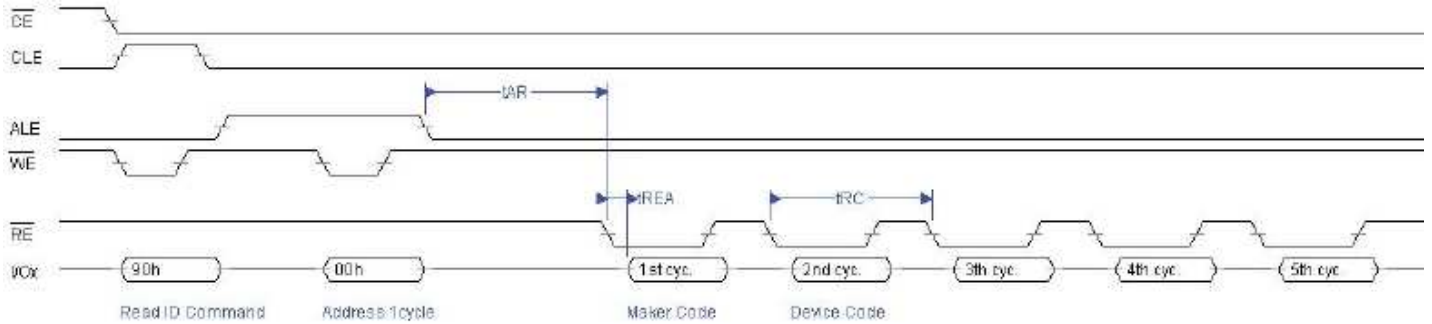 CE
CLE
tAR
ALE
WE
tREA
tRC
RE
I/Ox
90h
00h
1st cyc.
2nd cyc.
3th cyc.
4th cyc.
5th cyc.
Read ID Command
Address 1cycle
Maker Code
Device Code